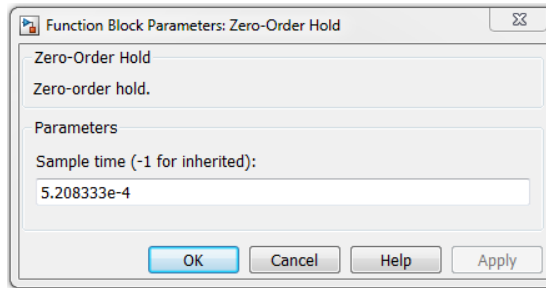 Function Block Parameters: Zero-Order Hold
Zero-Order Hold
Zero-order hold.
Parameters
Sample time (-1 for inherited):
5.208333e-4
OK Cancel Help Apply